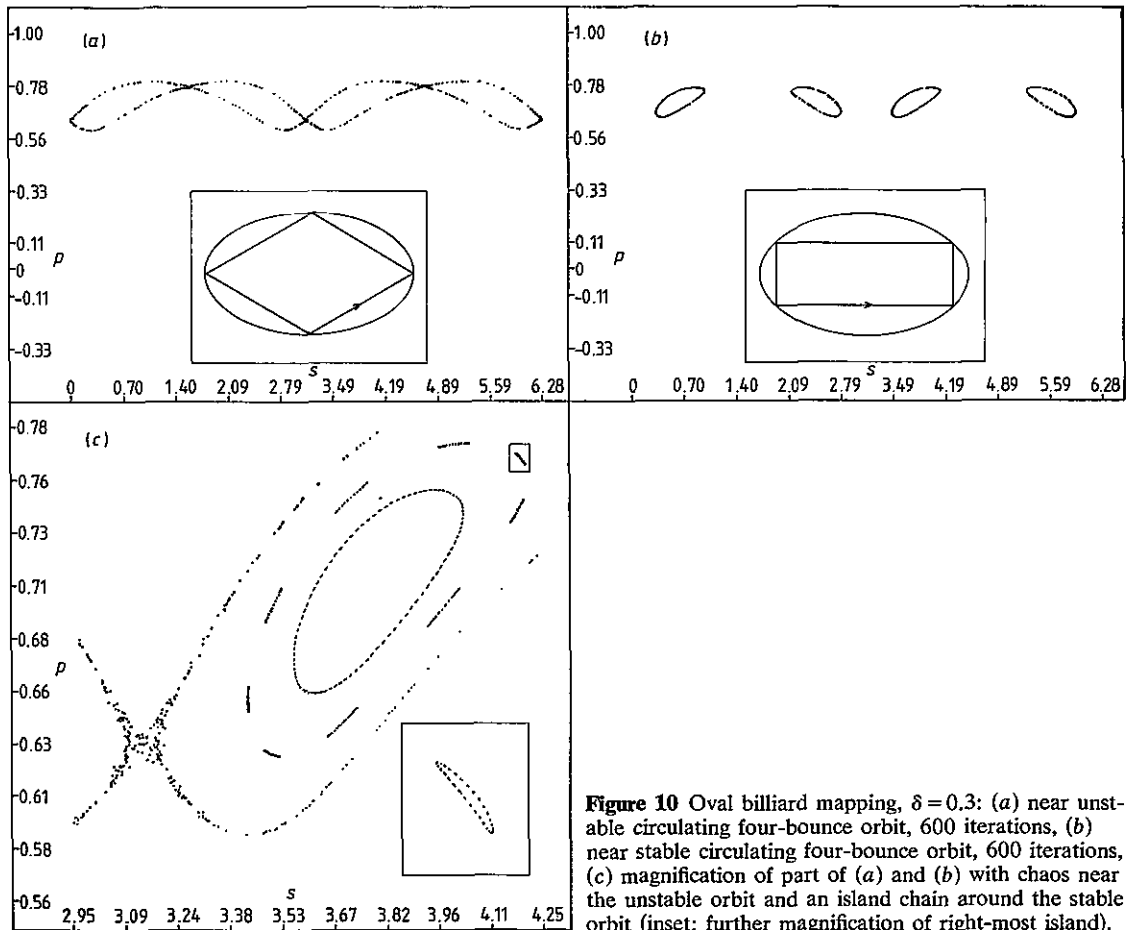 (a)
1.00
0.78
0.56
0.33
0.11
p
0
-0.11
-0.33
s
0 0.70 1.40 2.09 2.79 3.49 4.19 4.89 5.59 6.28
(b)
1.00
0.78
0.56
0.33
0.11
p
0
-0.11
-0.33
s
0 0.70 1.40 2.09 2.79 3.49 4.19 4.89 5.59 6.28
(c)
0.78
0.76
0.73
0.71
0.68
p
0.66
0.63
0.61
0.58
0.56
s
2.95 3.09 3.24 3.38 3.53 3.67 3.82 3.96 4.11 4.25
Figure 10 Oval billiard mapping, δ = 0.3: (a) near unst-
able circulating four-bounce orbit, 600 iterations, (b)
near stable circulating four-bounce orbit, 600 iterations,
(c) magnification of part of (a) and (b) with chaos near
the unstable orbit and an island chain around the stable
orbit (inset: further magnification of right-most island).